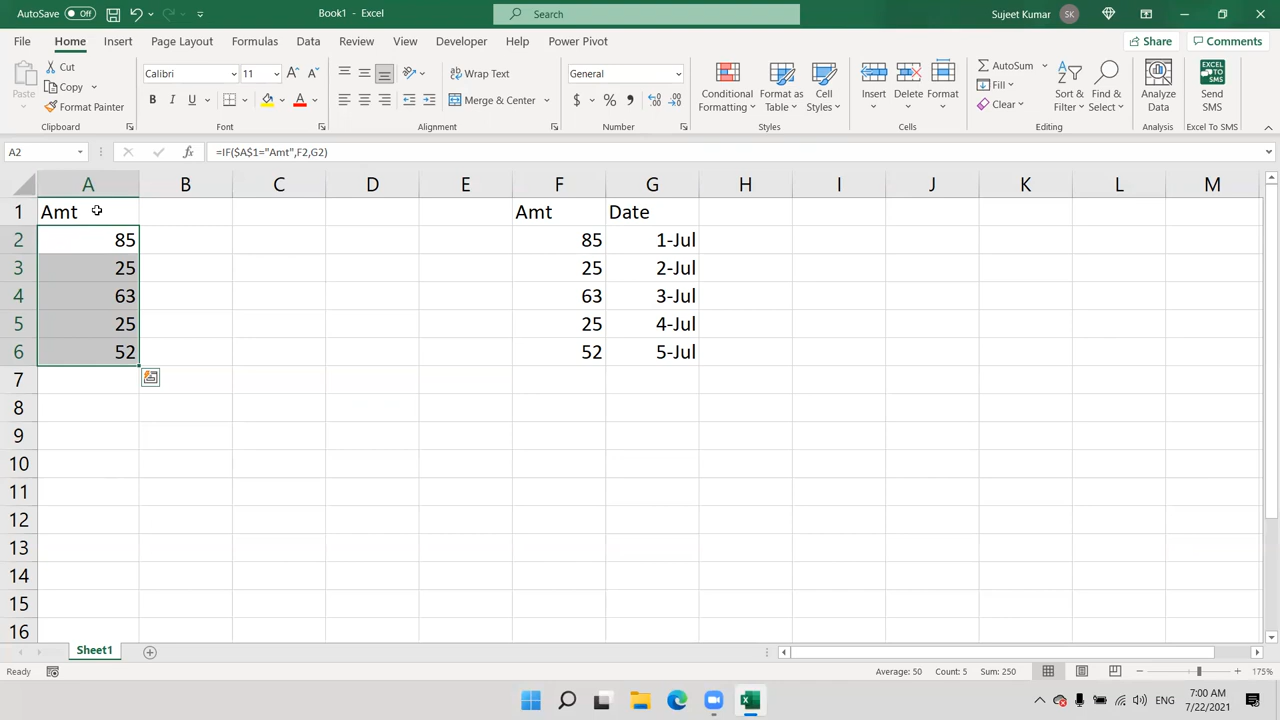 AutoSave Off Book1 - Excel Search Sujeet Kumar SK
File Home Insert Page Layout Formulas Data Review View Developer Help Power Pivot Share Comments
Paste Cut Copy Format Painter
Clipboard
Calibri 11
B I U A
Font
Wrap Text
Merge & Center
Alignment
General
$ % ,
Number
Conditional Formatting Format as Table Cell Styles
Styles
Insert Delete Format
Cells
AutoSum
Fill
Clear
Sort & Filter Find & Select
Editing
Analyze Data
Analysis
Send SMS
Excel To SMS
A2 fx =IF($A$1="Amt",F2,G2)
A B C D E F G H I J K L M
1 Amt Amt Date
2 85 85 1-Jul
3 25 25 2-Jul
4 63 63 3-Jul
5 25 25 4-Jul
6 52 52 5-Jul
7
8
9
10
11
12
13
14
15
16
Sheet1
Ready Average: 50 Count: 5 Sum: 250 175%
ENG 7:00 AM
7/22/2021